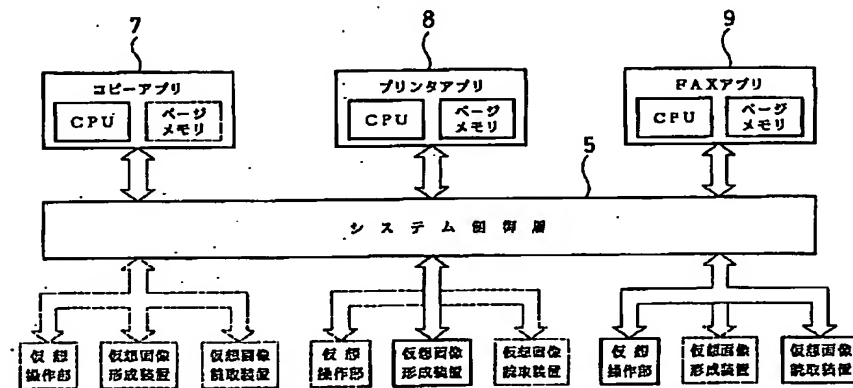 7
8
9
コピーアプリ
プリンタアプリ
FAXアプリ
CPU
ページ
メモリ
CPU
ページ
メモリ
CPU
ページ
メモリ
5
システム制御層
仮想
操作部
仮想画像
形成装置
仮想画像
読取装置
仮想
操作部
仮想画像
形成装置
仮想画像
読取装置
仮想
操作部
仮想画像
形成装置
仮想画像
読取装置